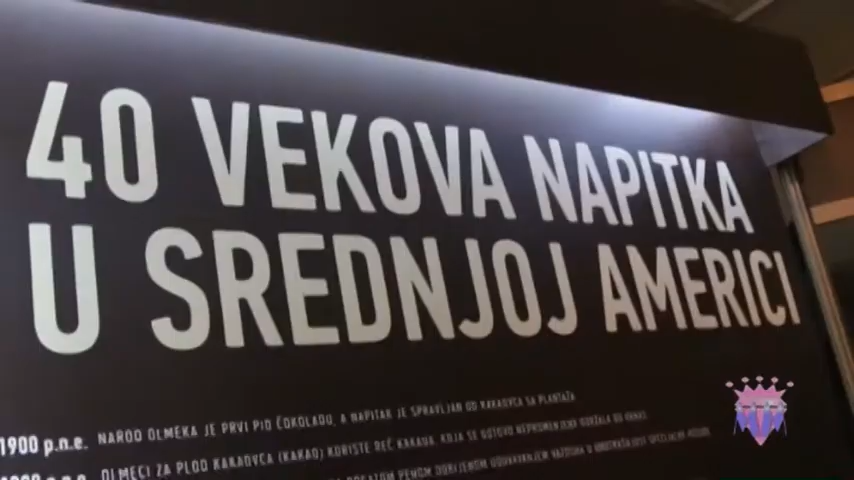 40 VEKOVA NAPITKA
U SREDNJOJ AMERICI
1900 p.n.e. NAROD OLMEKA JE PRVI PIO ČOKOLADU, A NAPITAK JE SPRAVLJAN OD KAKAOVCA SA PLANTAŽA
OLMECI ZA PLOD KAKAOVCA (KAKAO) KORISTE REČ KAKAVA, KOJA SE GOTOVO NEPROMENJENA ODRŽALA DO DANAS.